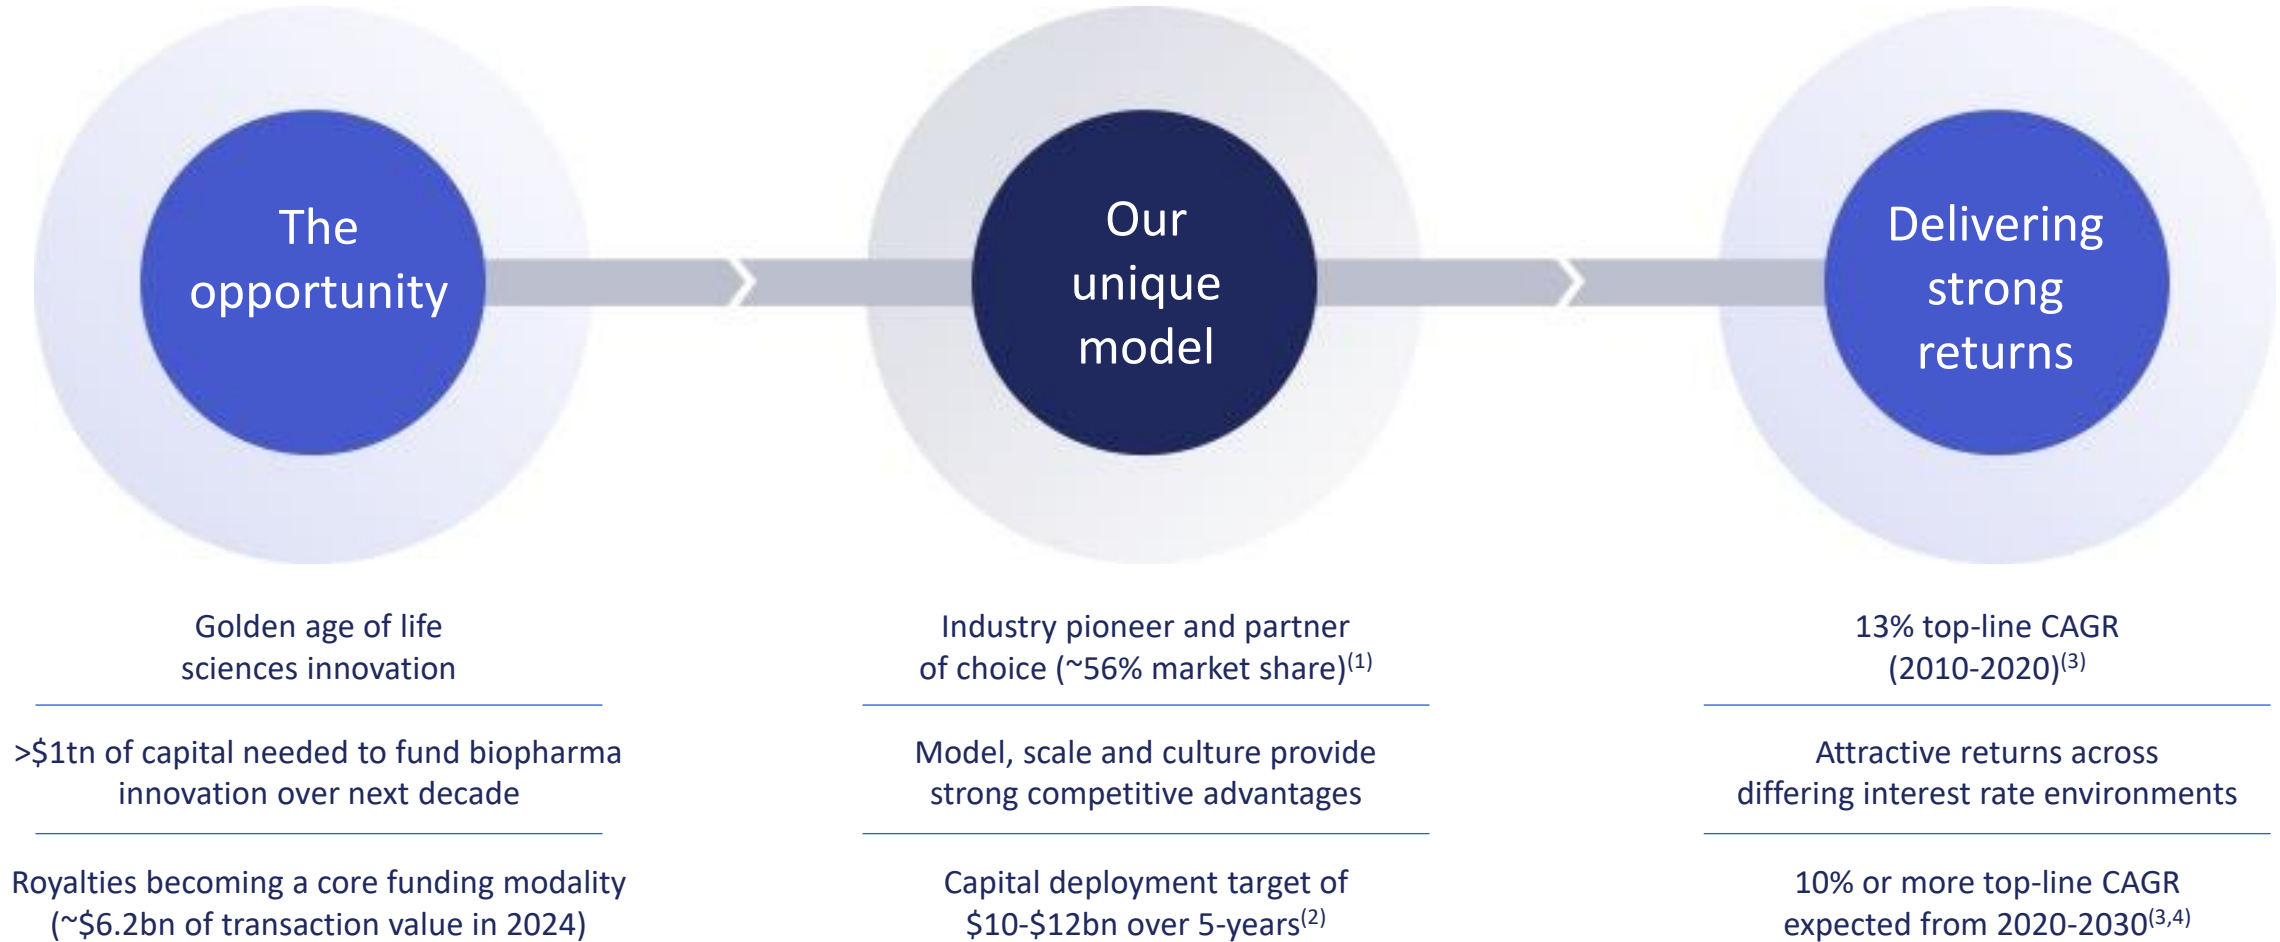 The
opportunity
Our
unique
model
Delivering
strong
returns
Golden age of life
sciences innovation
>$1tn of capital needed to fund biopharma
innovation over next decade
Royalties becoming a core funding modality
(~$6.2bn of transaction value in 2024)
Industry pioneer and partner
of choice (~56% market share)(1)
Model, scale and culture provide
strong competitive advantages
Capital deployment target of
$10-$12bn over 5-years(2)
13% top-line CAGR
(2010-2020)(3)
Attractive returns across
differing interest rate environments
10% or more top-line CAGR
expected from 2020-2030(3,4)